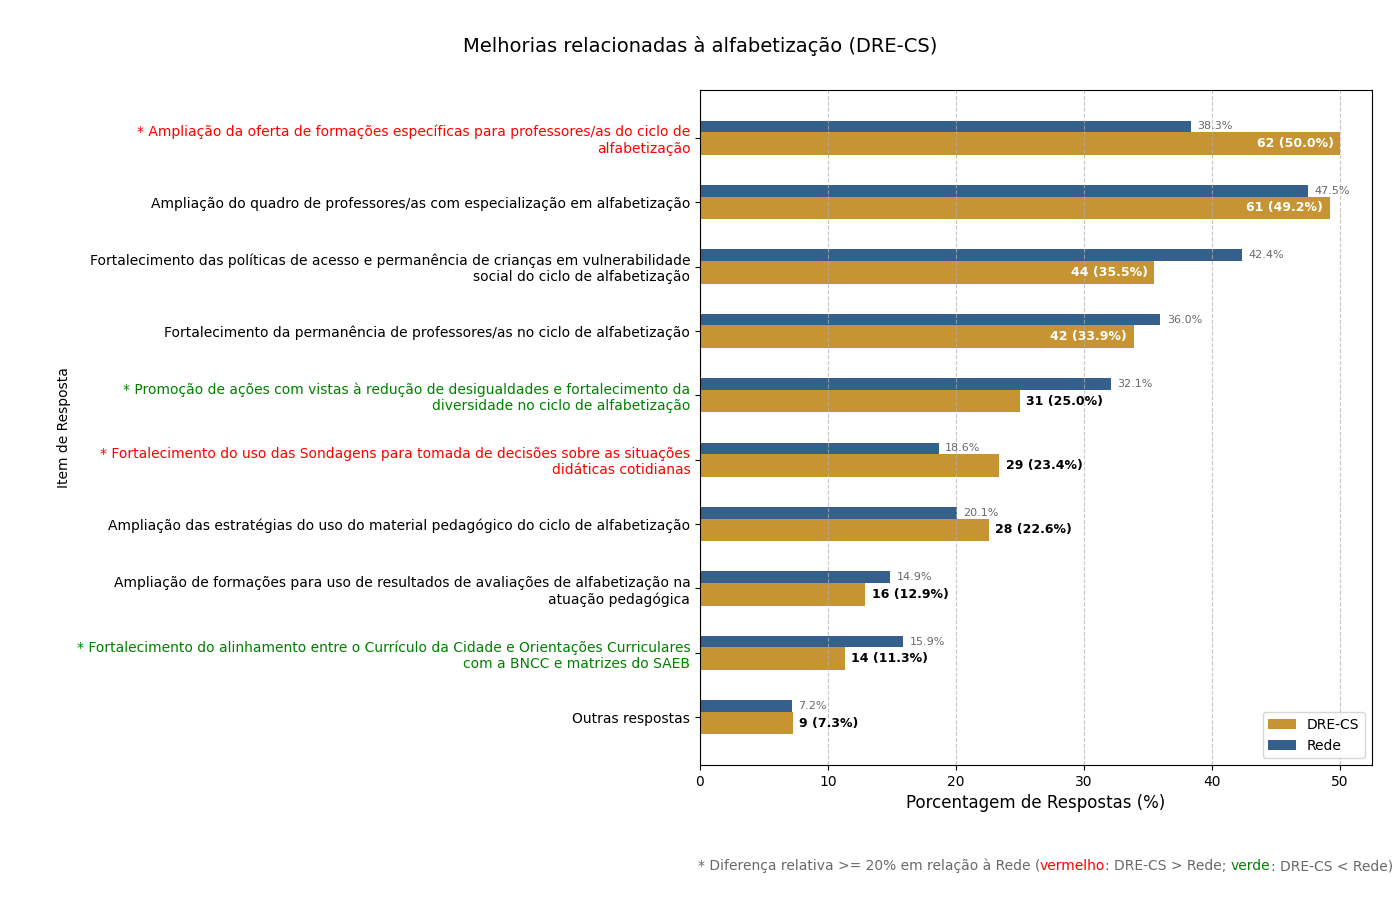 Melhorias relacionadas à alfabetização (DRE-CS)
* Ampliação da oferta de formações específicas para professores/as do ciclo de
alfabetização
38.3%
62 (50.0%)
Ampliação do quadro de professores/as com especialização em alfabetização
47.5%
61 (49.2%)
Fortalecimento das políticas de acesso e permanência de crianças em vulnerabilidade
social do ciclo de alfabetização
42.4%
44 (35.5%)
Fortalecimento da permanência de professores/as no ciclo de alfabetização
36.0%
42 (33.9%)
* Promoção de ações com vistas à redução de desigualdades e fortalecimento da
diversidade no ciclo de alfabetização
32.1%
31 (25.0%)
* Fortalecimento do uso das Sondagens para tomada de decisões sobre as situações
didáticas cotidianas
18.6%
29 (23.4%)
Ampliação das estratégias do uso do material pedagógico do ciclo de alfabetização
20.1%
28 (22.6%)
Ampliação de formações para uso de resultados de avaliações de alfabetização na
atuação pedagógica
14.9%
16 (12.9%)
* Fortalecimento do alinhamento entre o Currículo da Cidade e Orientações Curriculares
com a BNCC e matrizes do SAEB
15.9%
14 (11.3%)
Outras respostas
7.2%
9 (7.3%)
Item de Resposta
DRE-CS
Rede
0 10 20 30 40 50
Porcentagem de Respostas (%)
* Diferença relativa >= 20% em relação à Rede (vermelho: DRE-CS > Rede; verde: DRE-CS < Rede)